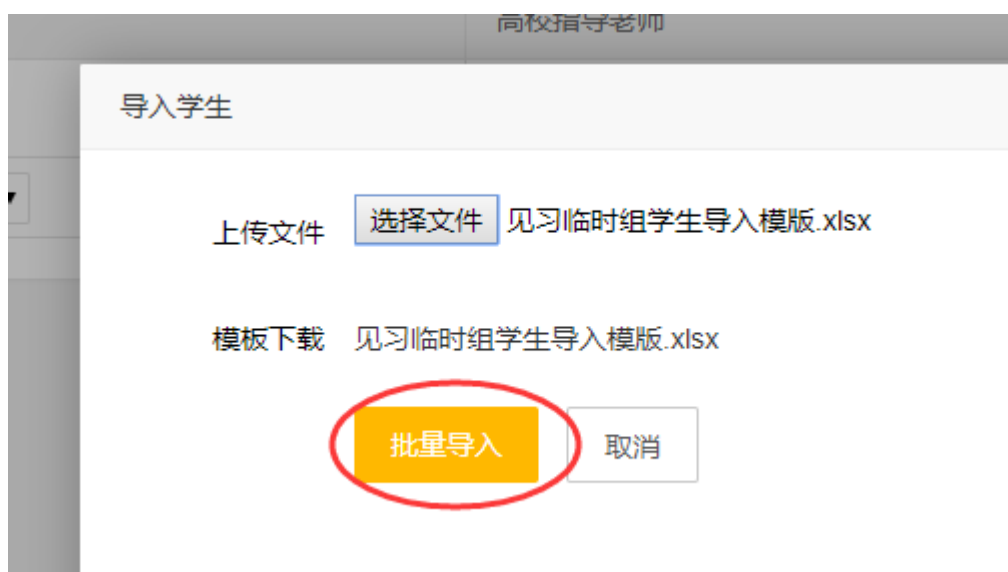 高校指导老师
导入学生
上传文件 选择文件 见习临时组学生导入模版.xlsx
模板下载 见习临时组学生导入模版.xlsx
批量导入 取消